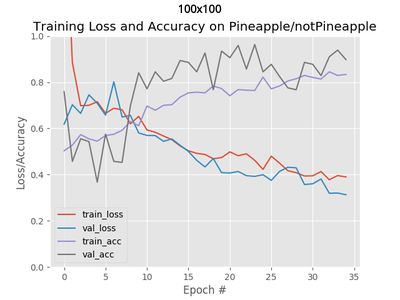 100x100
Training Loss and Accuracy on Pineapple/notPineapple
1.0
0.8
0.6
0.4
0.2
0.0
Loss/Accuracy
train_loss
val_loss
train_acc
val_acc
0 5 10 15 20 25 30 35
Epoch #